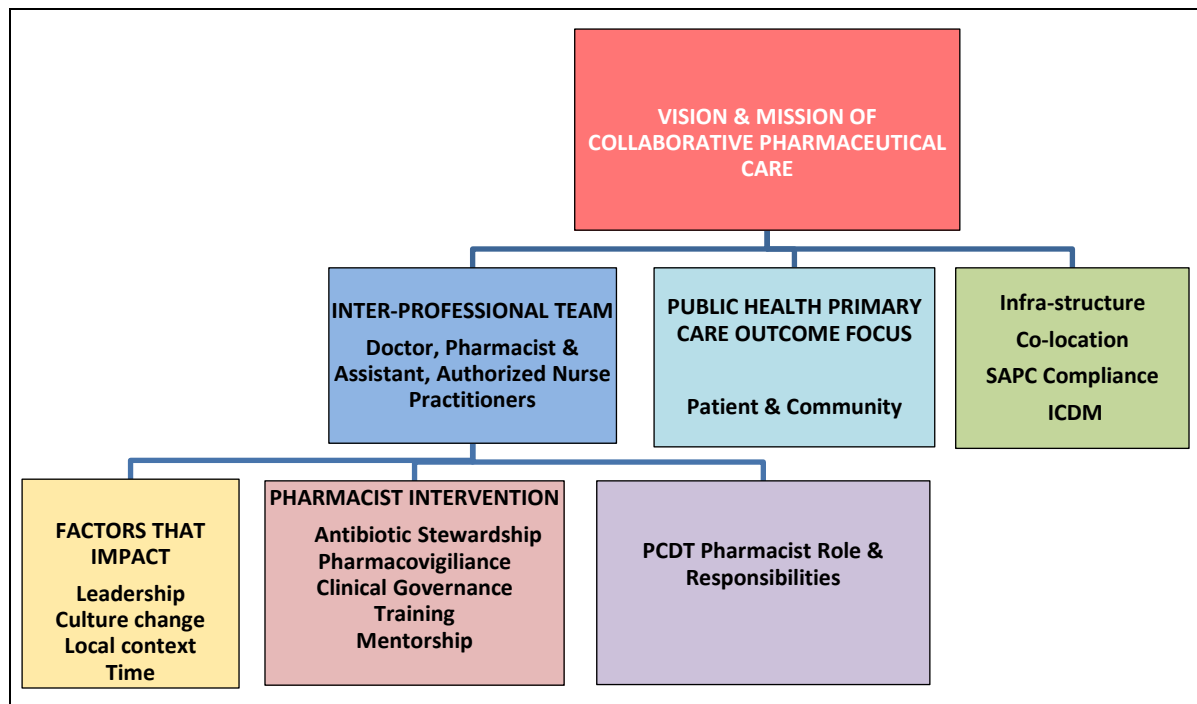 VISION & MISSION OF
COLLABORATIVE PHARMACEUTICAL
CARE
INTER-PROFESSIONAL TEAM
Doctor, Pharmacist &
Assistant, Authorized Nurse
Practitioners
PUBLIC HEALTH PRIMARY
CARE OUTCOME FOCUS
Patient & Community
Infra-structure
Co-location
SAPC Compliance
ICDM
FACTORS THAT
IMPACT
Leadership
Culture change
Local context
Time
PHARMACIST INTERVENTION
Antibiotic Stewardship
Pharmacovigiliance
Clinical Governance
Training
Mentorship
PCDT Pharmacist Role &
Responsibilities